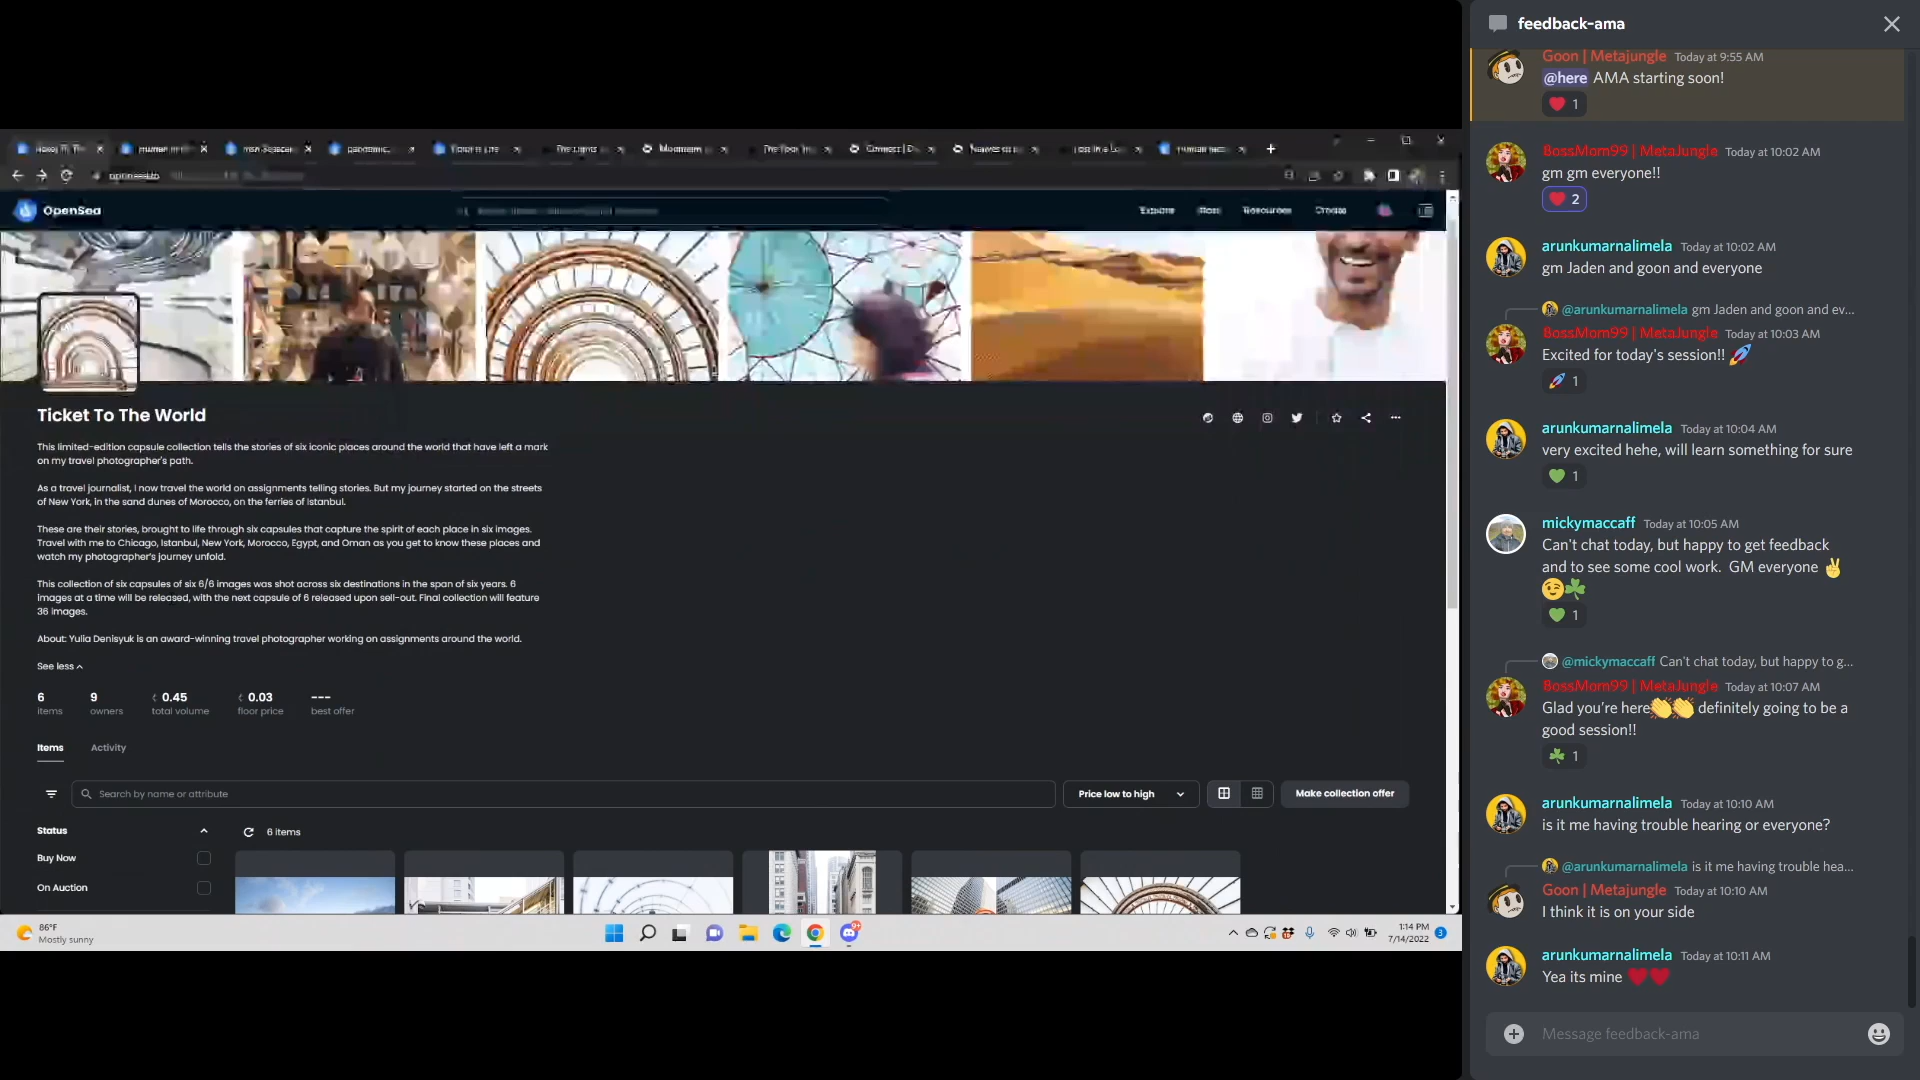 OpenSea
Explore
Stats
Resources
Create
Ticket To The World
This limited-edition capsule collection tells the stories of six iconic places around the world that have left a mark
on my travel photographer's path.
As a travel journalist, I now travel the world on assignments telling stories. But my journey started on the streets
of New York, in the sand dunes of Morocco, on the ferries of Istanbul.
These are their stories, brought to life through six capsules that capture the spirit of each place in six images.
Travel with me to Chicago, Istanbul, New York, Morocco, Egypt, and Oman as you get to know these places and
watch my photographer's journey unfold.
This collection of six capsules of six 6/6 images was shot across six destinations in the span of six years. 6
images at a time will be released, with the next capsule of 6 released upon sell-out. Final collection will feature
36 images.
About: Yulia Denisyuk is an award-winning travel photographer working on assignments around the world.
See less
6 9 0.45 0.03 ---
items owners total volume floor price best offer
Items Activity
Search by name or attribute
Price low to high
Make collection offer
Status
6 items
Buy Now
On Auction
86°F
Mostly sunny
1:14 PM
7/14/2022
3
feedback-ama
Goon | Metajungle Today at 9:55 AM
@here AMA starting soon!
1
BossMom99 | MetaJungle Today at 10:02 AM
gm gm everyone!!
2
arunkumarnalimela Today at 10:02 AM
gm Jaden and goon and everyone
@arunkumarnalimela gm Jaden and goon and ev...
BossMom99 | MetaJungle Today at 10:03 AM
Excited for today's session!! 🚀
1
arunkumarnalimela Today at 10:04 AM
very excited hehe, will learn something for sure
1
mickymaccaff Today at 10:05 AM
Can't chat today, but happy to get feedback
and to see some cool work. GM everyone ✌️
😉☘️
1
@mickymaccaff Can't chat today, but happy to g...
BossMom99 | MetaJungle Today at 10:07 AM
Glad you're here👏👏 definitely going to be a
good session!!
1
arunkumarnalimela Today at 10:10 AM
is it me having trouble hearing or everyone?
@arunkumarnalimela is it me having trouble hea...
Goon | Metajungle Today at 10:10 AM
I think it is on your side
arunkumarnalimela Today at 10:11 AM
Yea its mine ♥️♥️
Message feedback-ama